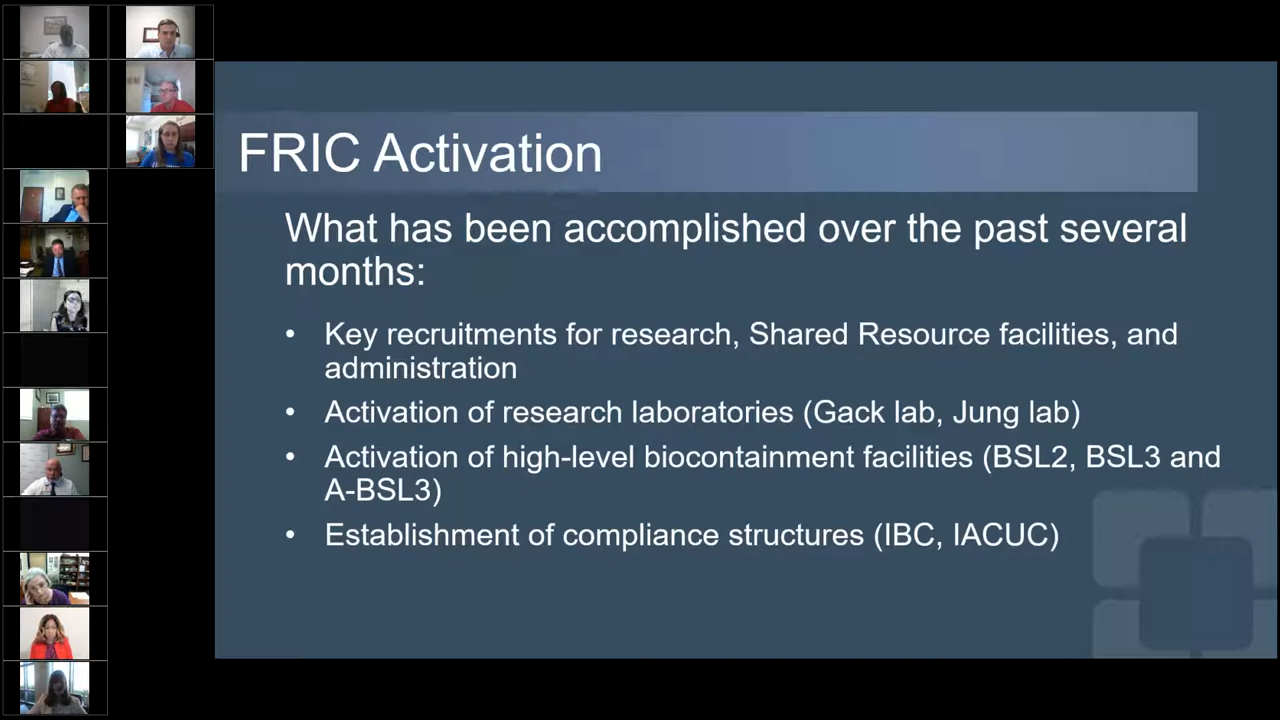 FRIC Activation
What has been accomplished over the past several
months:
• Key recruitments for research, Shared Resource facilities, and
administration
• Activation of research laboratories (Gack lab, Jung lab)
• Activation of high-level biocontainment facilities (BSL2, BSL3 and
A-BSL3)
• Establishment of compliance structures (IBC, IACUC)